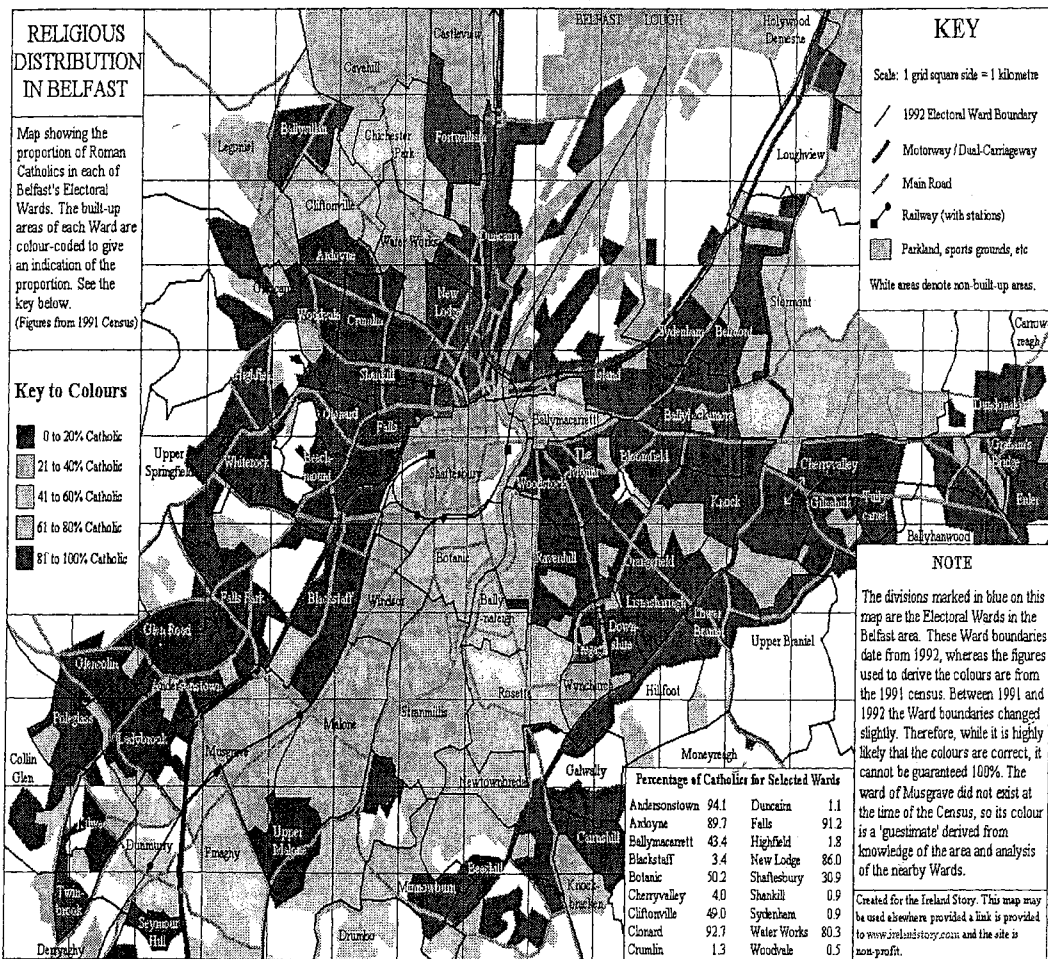 RELIGIOUS
DISTRIBUTION
IN BELFAST
Map showing the
proportion of Roman
Catholics in each of
Belfast's Electoral
Wards. The built-up
areas of each Ward are
colour-coded to give
an indication of the
proportion. See the
key below.
(Figures from 1991 Census)
Key to Colours
0 to 20% Catholic
21 to 40% Catholic
41 to 60% Catholic
61 to 80% Catholic
81 to 100% Catholic
KEY
Scale: 1 grid square side = 1 kilometre
1992 Electoral Ward Boundary
Motorway / Dual-Carriageway
Main Road
Railway (with stations)
Parkland, sports grounds, etc
White areas denote non-built-up areas.
BELFAST LOUGH
Holywood
Demesne
Castleview
Cavehill
Ballysillan
Chichester
Park
Fortwilliam
Legoniel
Loughview
Cliftonville
Water Works
Duncairn
Ardoyne
New
Lodge
Woodvale
Crumlin
Stormont
Sydenham
Belmont
Carrow-
reagh
Highfield
Shankill
Island
Clonard
Falls
Ballymacarrett
Ballyhackamore
Dundonald
Upper
Springfield
Whiterock
Beech-
mount
Shaftesbury
The
Mount
Woodstock
Bloomfield
Cherryvalley
Knock
Gilnahirk
Tully-
carnet
Enler
Ballyhanwood
Botanic
Ravenhill
Orangefield
Falls Park
Blackstaff
Windsor
Bally-
nafeigh
Lisnasharragh
Lower
Braniel
Upper Braniel
Glen Road
Down-
shire
Glencolin
Andersonstown
Rosetta
Wynchurch
Hillfoot
Poleglass
Ladybrook
Malone
Stranmillis
Musgrave
Collin
Glen
Moneyreagh
Galwally
Newtownbreda
Kilwee
Dunmurry
Finaghy
Upper
Malone
Cairnshill
Twin-
brook
Seymour
Hill
Minnowburn
Beechill
Knock-
bracken
Derryaghy
Drumbo
Percentage of Catholics for Selected Wards
Andersonstown 94.1 Duncairn 1.1
Ardoyne 89.7 Falls 91.2
Ballymacarrett 43.4 Highfield 1.8
Blackstaff 3.4 New Lodge 86.0
Botanic 50.2 Shaftesbury 30.9
Cherryvalley 4.0 Shankill 0.9
Cliftonville 49.0 Sydenham 0.9
Clonard 92.7 Water Works 80.3
Crumlin 1.3 Woodvale 0.5
NOTE
The divisions marked in blue on this
map are the Electoral Wards in the
Belfast area. These Ward boundaries
date from 1992, whereas the figures
used to derive the colours are from
the 1991 census. Between 1991 and
1992 the Ward boundaries changed
slightly. Therefore, while it is highly
likely that the colours are correct, it
cannot be guaranteed 100%. The
ward of Musgrave did not exist at
the time of the Census, so its colour
is a 'guestimate' derived from
knowledge of the area and analysis
of the nearby Wards.
Created for the Ireland Story. This map may
be used elsewhere provided a link is provided
to www.irelandstory.com and the site is
non-profit.